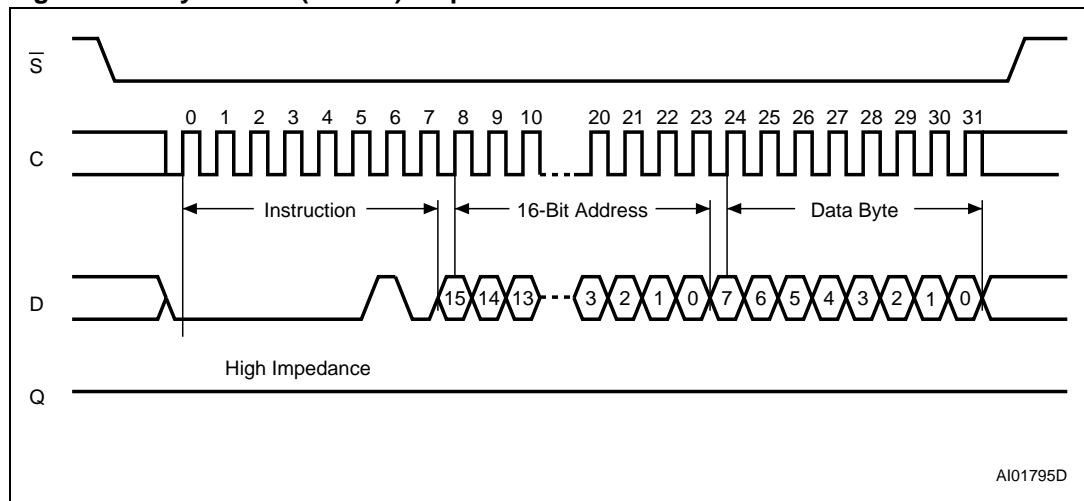 S
0 1 2 3 4 5 6 7 8 9 10 20 21 22 23 24 25 26 27 28 29 30 31
C
Instruction 16-Bit Address Data Byte
D
15 14 13 3 2 1 0 7 6 5 4 3 2 1 0
High Impedance
Q
AI01795D